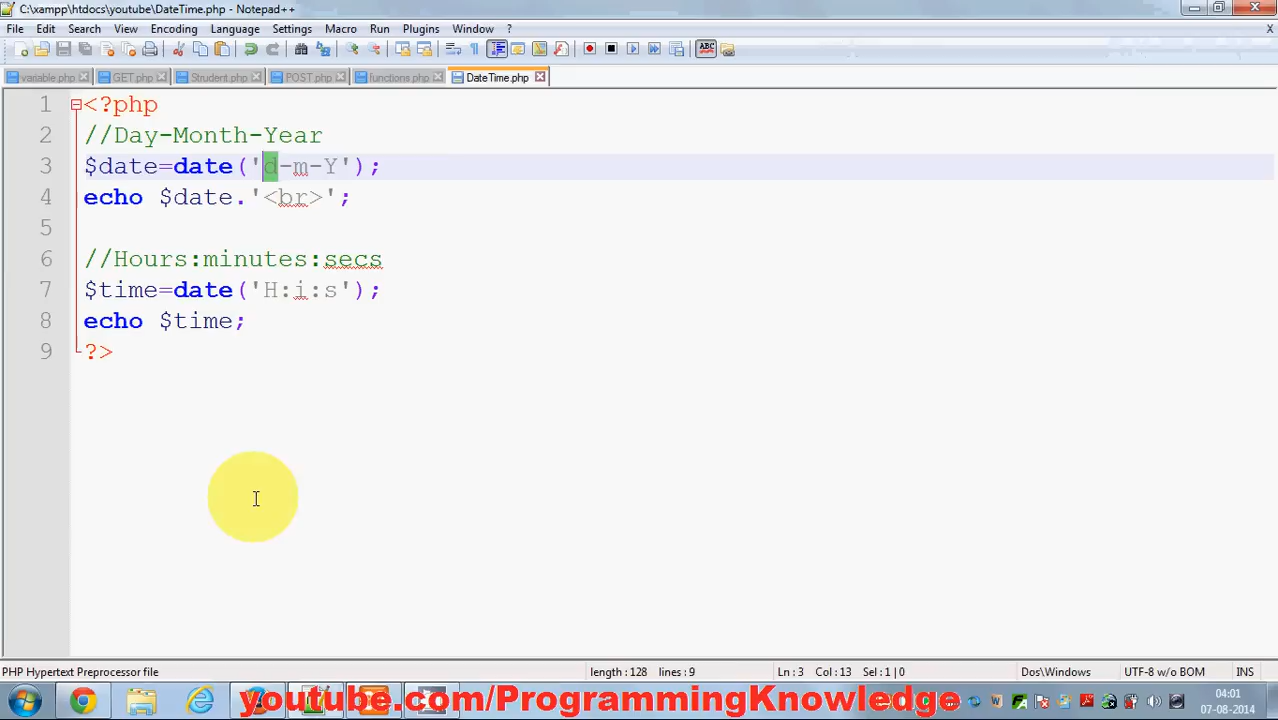 C:\xampp\htdocs\youtube\DateTime.php - Notepad++
File Edit Search View Encoding Language Settings Macro Run Plugins Window ? X
variable.php GET.php Strudent.php POST.php functions.php DateTime.php
1 <?php
2 //Day-Month-Year
3 $date=date('d-m-Y');
4 echo $date.'<br>';
5
6 //Hours:minutes:secs
7 $time=date('H:i:s');
8 echo $time;
9 ?>
PHP Hypertext Preprocessor file length : 128 lines : 9 Ln : 3 Col : 13 Sel : 1 | 0 Dos\Windows UTF-8 w/o BOM INS
youtube.com/ProgrammingKnowledge
04:01
07-08-2014